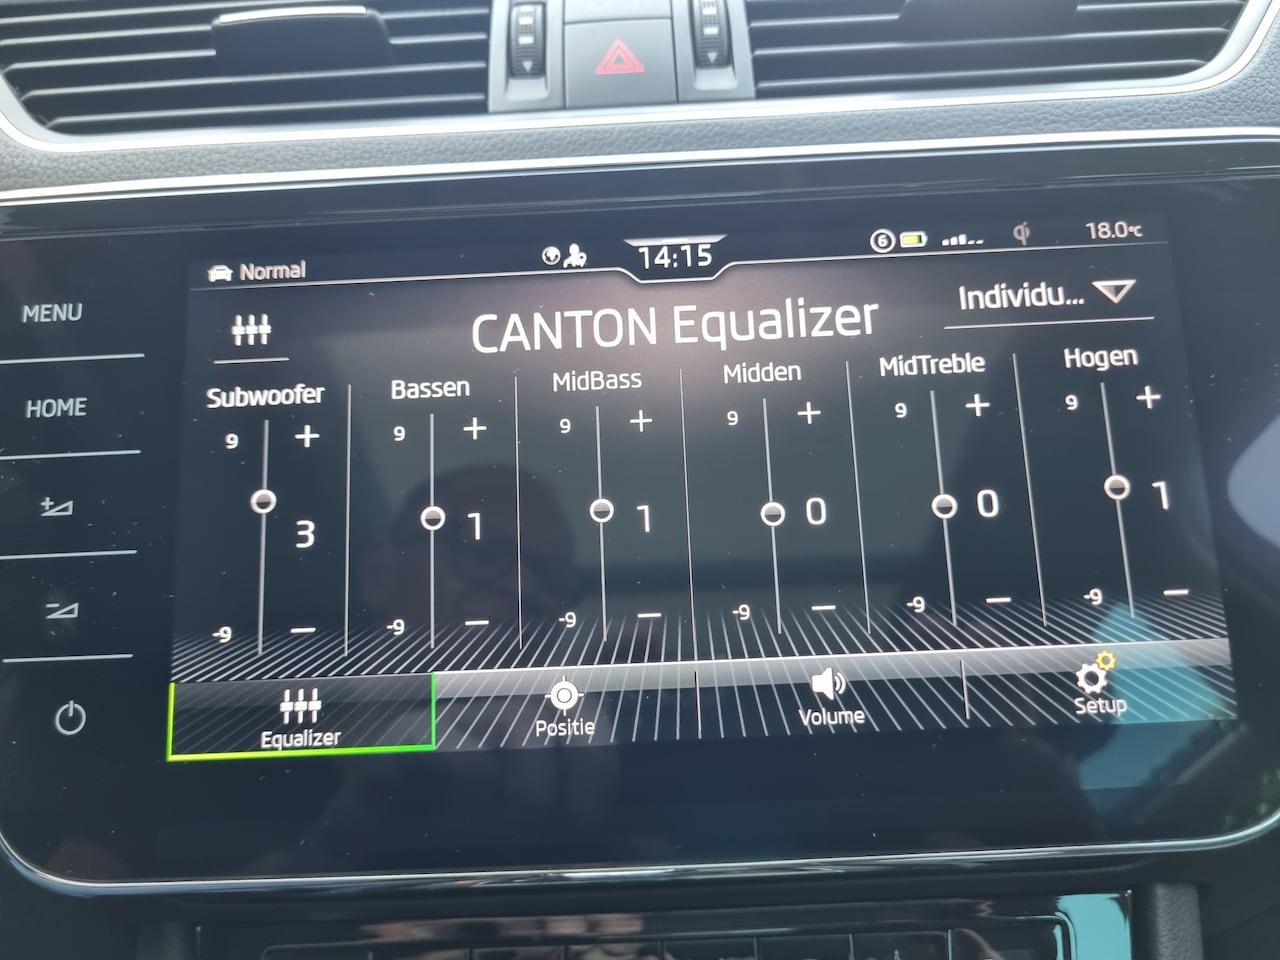 Normal
14:15
6
18.0°C
MENU
HOME
CANTON Equalizer
Individu...
Subwoofer
Bassen
MidBass
Midden
MidTreble
Hogen
9 +
9 +
9 +
9 +
9 +
9 +
3
1
1
0
0
1
-9 −
-9 −
-9 −
-9 −
-9 −
-9 −
Equalizer
Positie
Volume
Setup